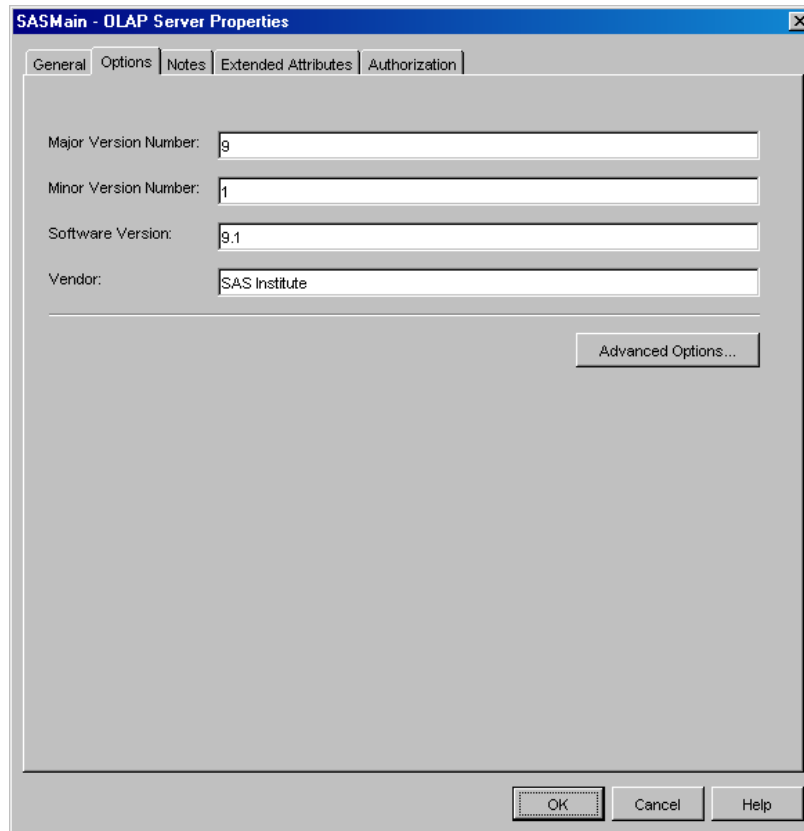 SASMain - OLAP Server Properties
General Options Notes Extended Attributes Authorization
Major Version Number: 9
Minor Version Number: 1
Software Version: 9.1
Vendor: SAS Institute
Advanced Options...
OK Cancel Help